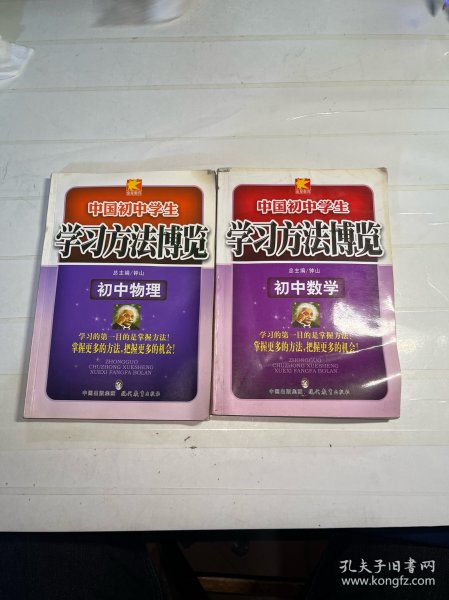 中国初中学生
学习方法博览
总主编/钟山
初中物理
学习的第一目的是掌握方法!
掌握更多的方法,把握更多的机会!
ZHONGGUO
CHUZHONG XUESHENG
XUEXI FANGFA BOLAN
中国出版集团 现代教育出版社
中国初中学生
学习方法博览
总主编/钟山
初中数学
学习的第一目的是掌握方法!
掌握更多的方法,把握更多的机会!
ZHONGGUO
CHUZHONG XUESHENG
XUEXI FANGFA BOLAN
中国出版集团 现代教育出版社
孔夫子旧书网
www.kongfz.com